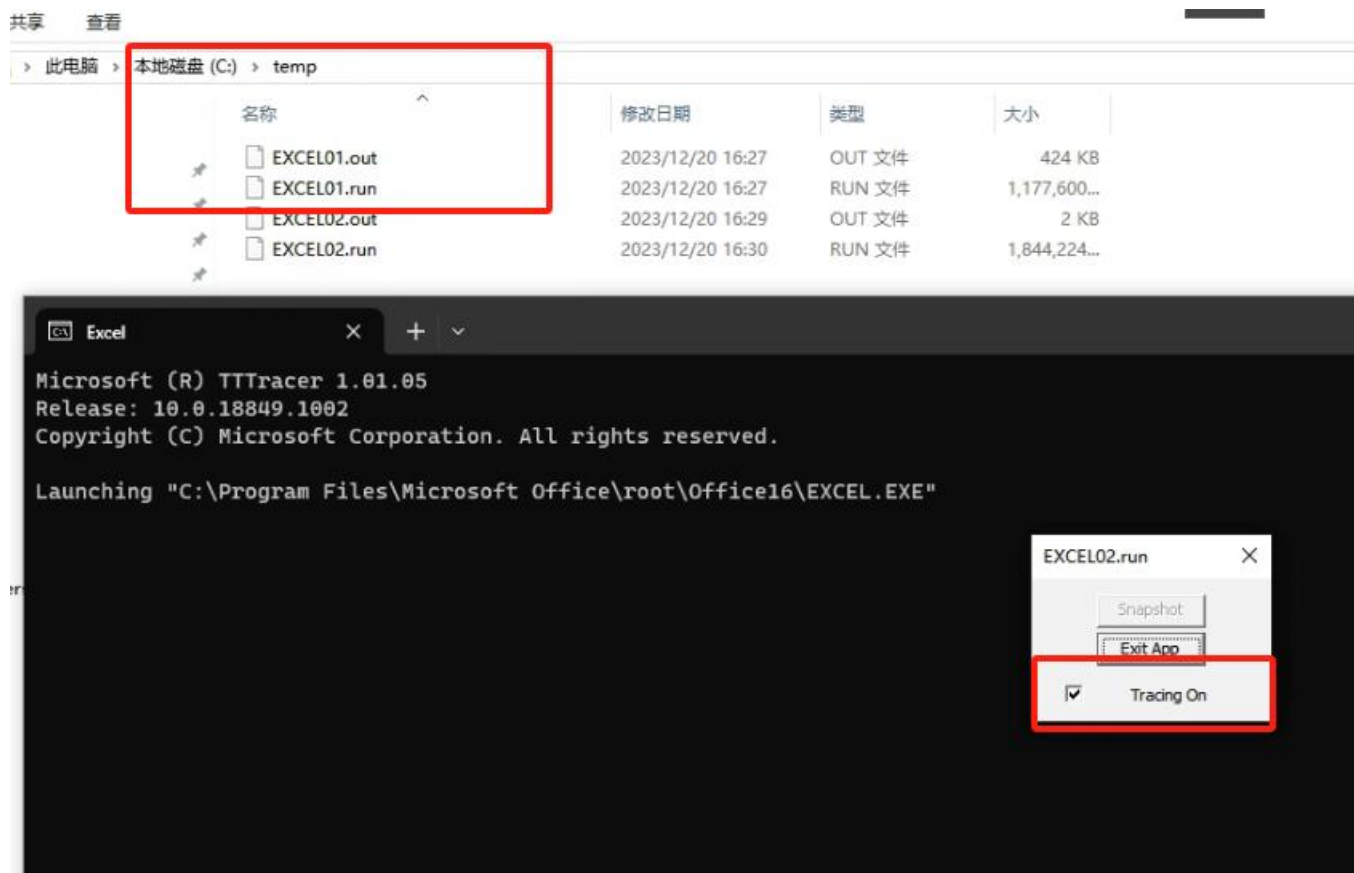 共享 查看
› 此电脑 › 本地磁盘 (C:) › temp
名称 修改日期 类型 大小
EXCEL01.out 2023/12/20 16:27 OUT 文件 424 KB
EXCEL01.run 2023/12/20 16:27 RUN 文件 1,177,600...
EXCEL02.out 2023/12/20 16:29 OUT 文件 2 KB
EXCEL02.run 2023/12/20 16:30 RUN 文件 1,844,224...
Excel
Microsoft (R) TTTracer 1.01.05
Release: 10.0.18849.1002
Copyright (C) Microsoft Corporation. All rights reserved.
Launching "C:\Program Files\Microsoft Office\root\Office16\EXCEL.EXE"
EXCEL02.run
Snapshot
Exit App
Tracing On